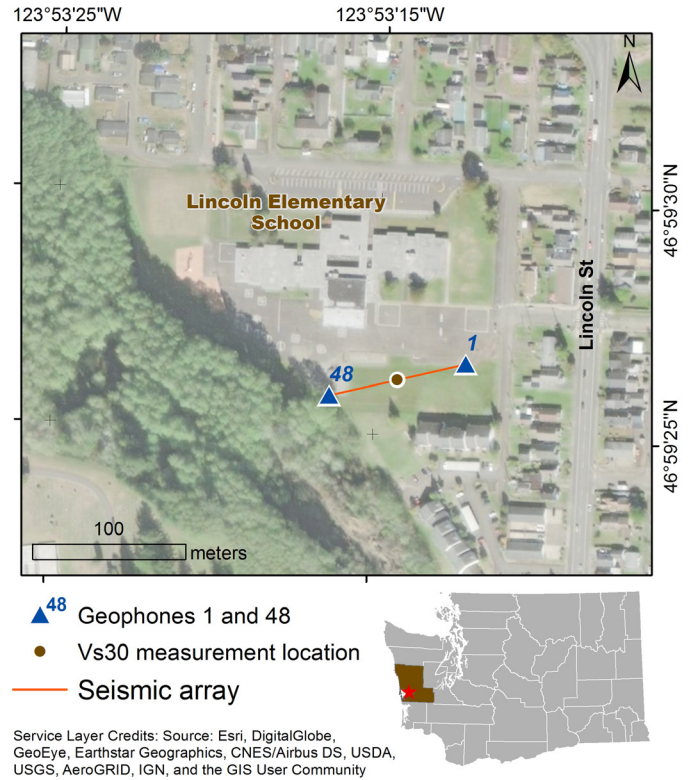 123°53'25"W
123°53'15"W
N
Lincoln Elementary
School
46°59'30"N
Lincoln St
1
48
46°59'25"N
100
meters
48
Geophones 1 and 48
Vs30 measurement location
Seismic array
Service Layer Credits: Source: Esri, DigitalGlobe,
GeoEye, Earthstar Geographics, CNES/Airbus DS, USDA,
USGS, AeroGRID, IGN, and the GIS User Community